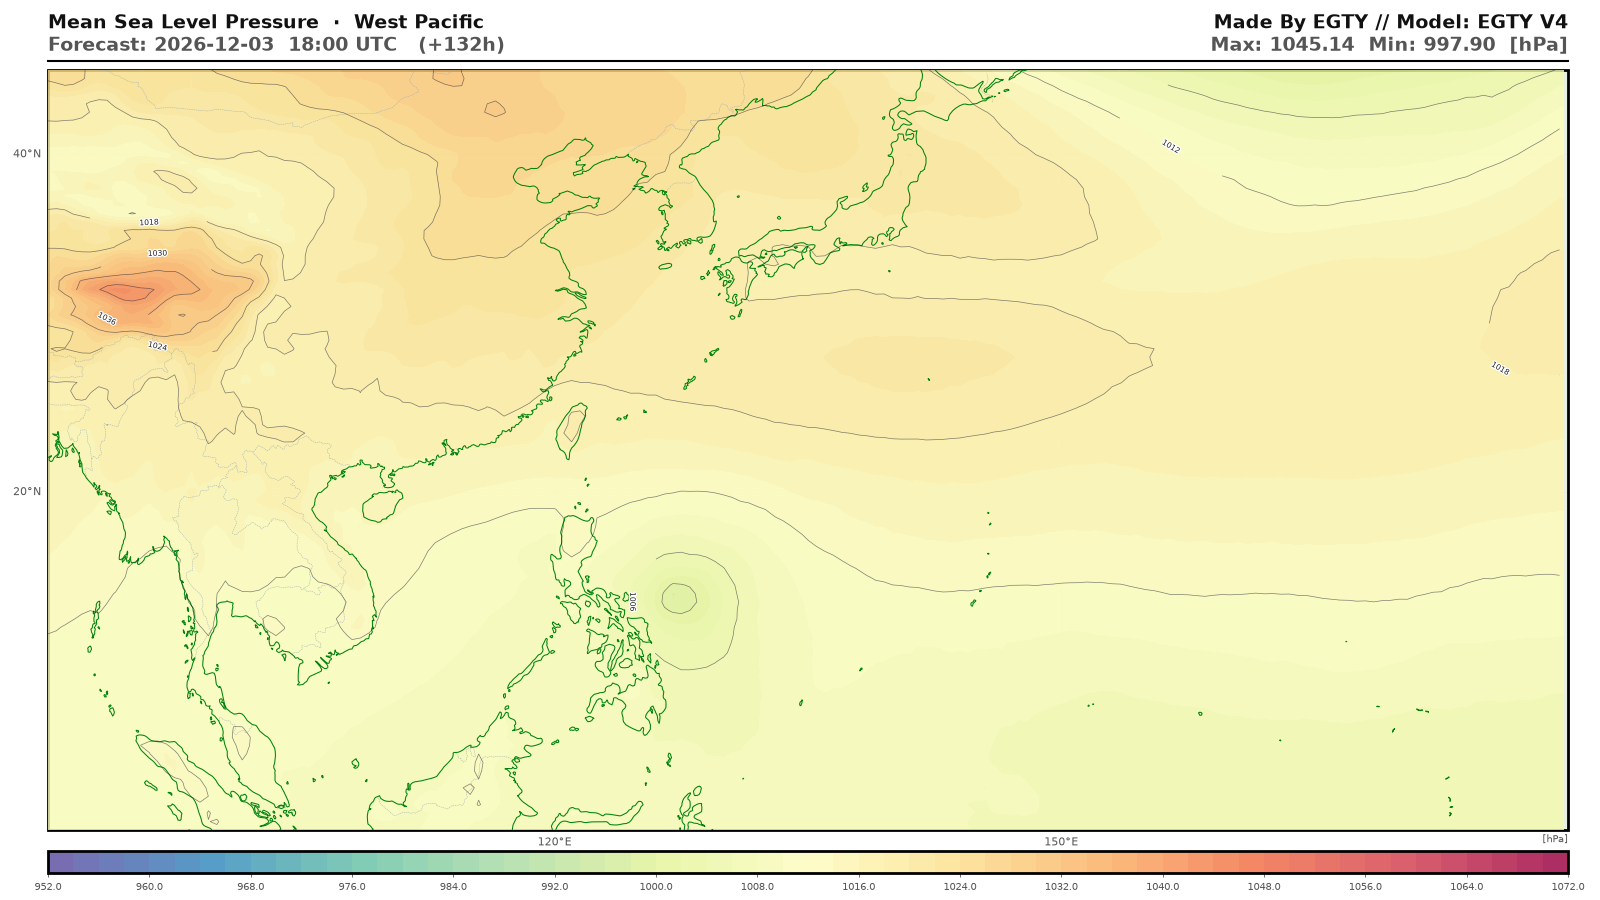 Mean Sea Level Pressure · West Pacific
Made By EGTY // Model: EGTY V4
Forecast: 2026-12-03 18:00 UTC (+132h)
Max: 1045.14 Min: 997.90 [hPa]
40°N
20°N
1012
1018
1030
1036
1024
1018
1006
120°E
150°E
[hPa]
952.0 960.0 968.0 976.0 984.0 992.0 1000.0 1008.0 1016.0 1024.0 1032.0 1040.0 1048.0 1056.0 1064.0 1072.0